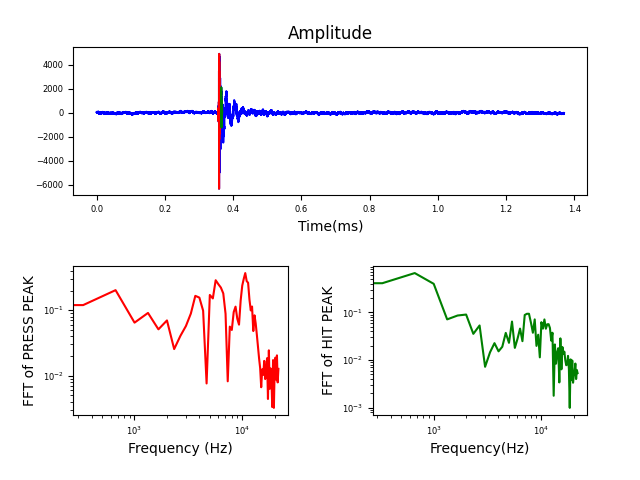 Amplitude
4000
2000
0
−2000
−4000
−6000
0.0 0.2 0.4 0.6 0.8 1.0 1.2 1.4
Time(ms)
FFT of PRESS PEAK
10⁻¹
10⁻²
10³ 10⁴
Frequency (Hz)
FFT of HIT PEAK
10⁻¹
10⁻²
10⁻³
10³ 10⁴
Frequency(Hz)